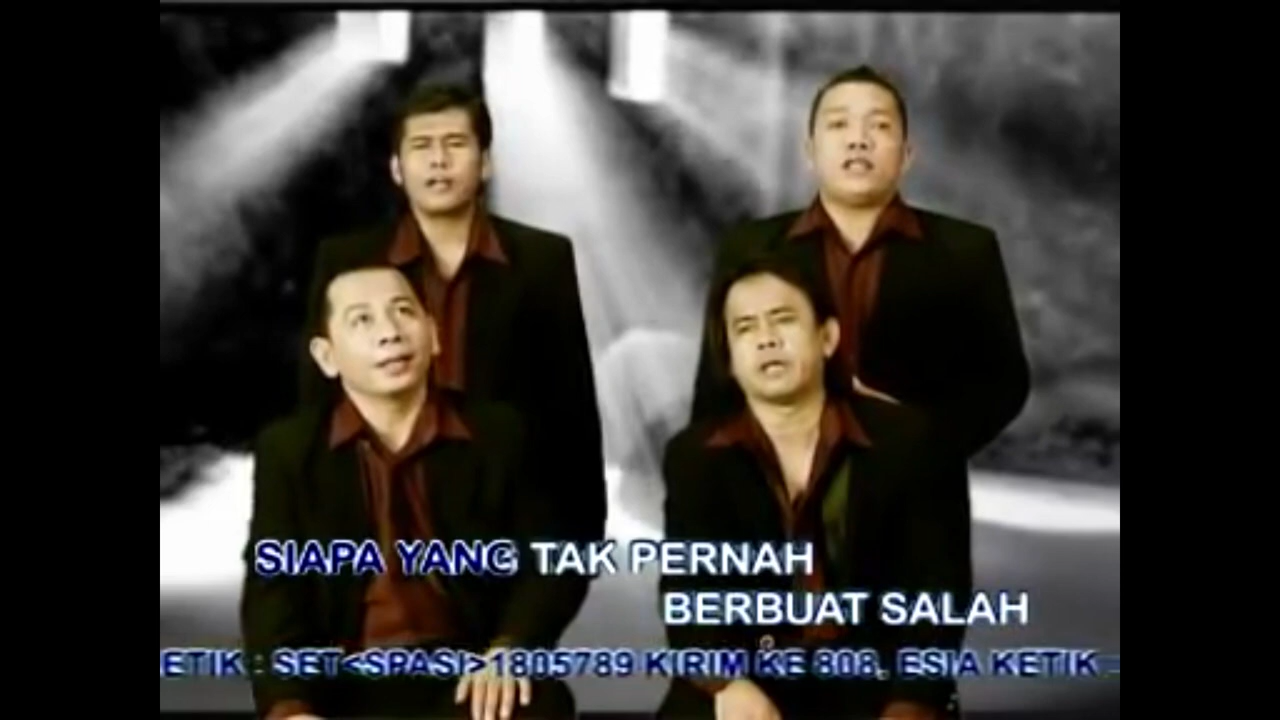 SIAPA YANG TAK PERNAH
BERBUAT SALAH
ETIK : SET<SPASI>1805789 KIRIM KE 808, ESIA KETIK